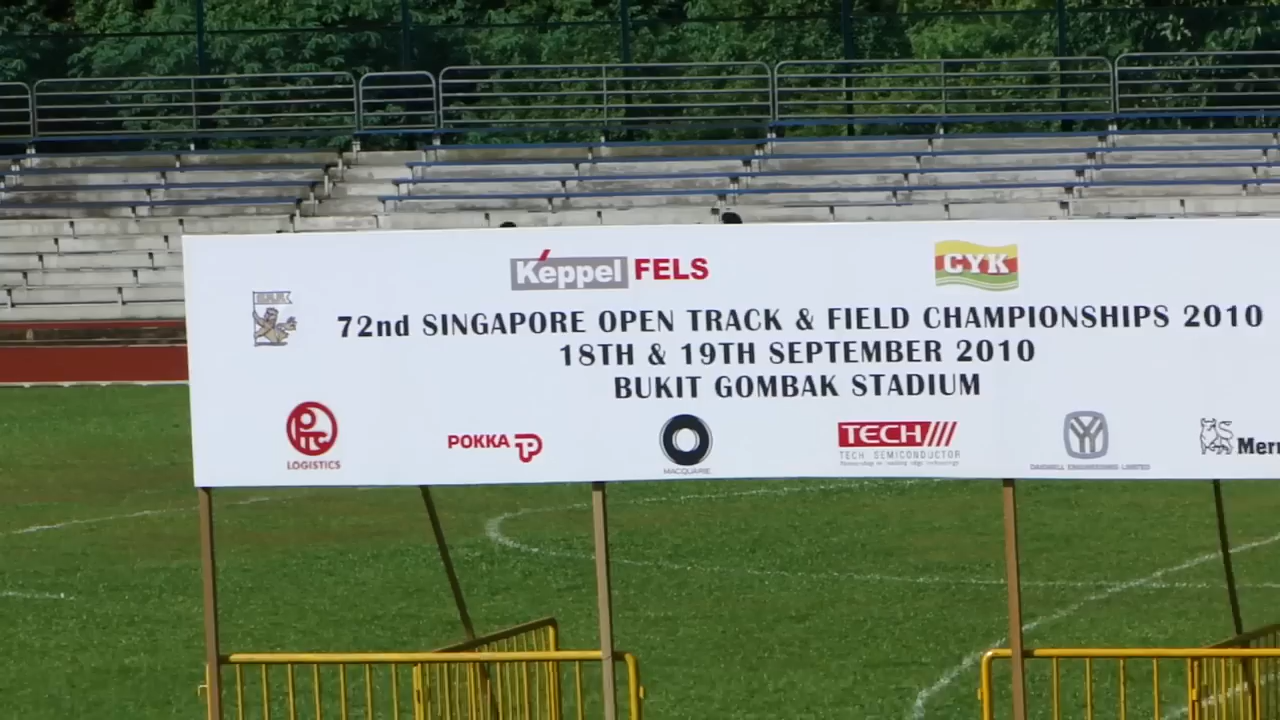 Keppel FELS
CYK
72nd SINGAPORE OPEN TRACK & FIELD CHAMPIONSHIPS 2010
18TH & 19TH SEPTEMBER 2010
BUKIT GOMBAK STADIUM
LOGISTICS
POKKA
MACQUARIE
TECH
TECH SEMICONDUCTOR
Merr